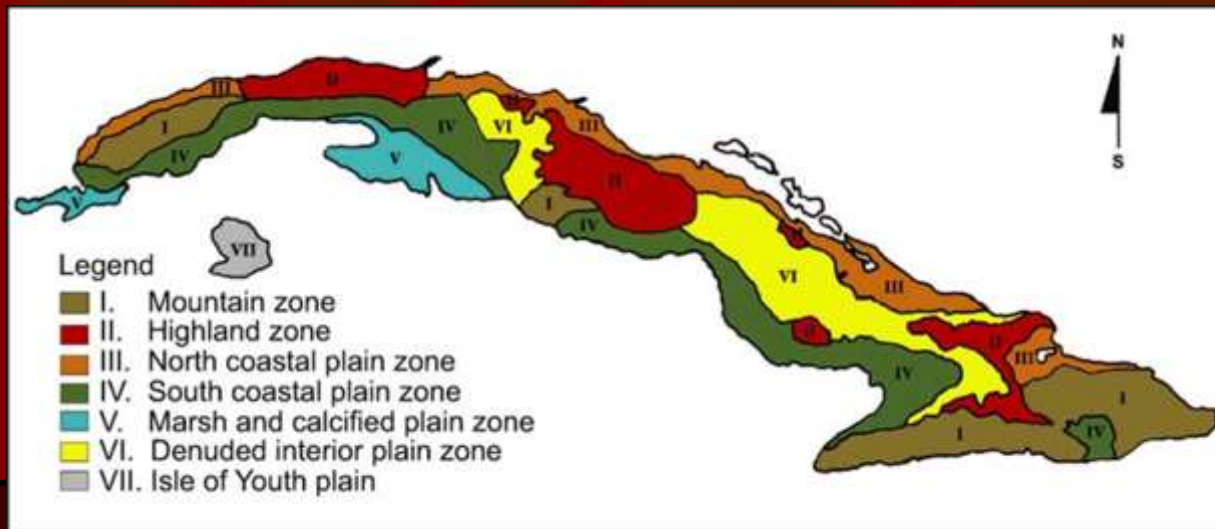 N
II
III
II
VI
III
I
IV
IV
V
S
II
V
I
IV
II
VII
VI
III
Legend
I. Mountain zone
II. Highland zone
III. North coastal plain zone
IV. South coastal plain zone
V. Marsh and calcified plain zone
VI. Denuded interior plain zone
VII. Isle of Youth plain
II
II
III
IV
I
I
IV